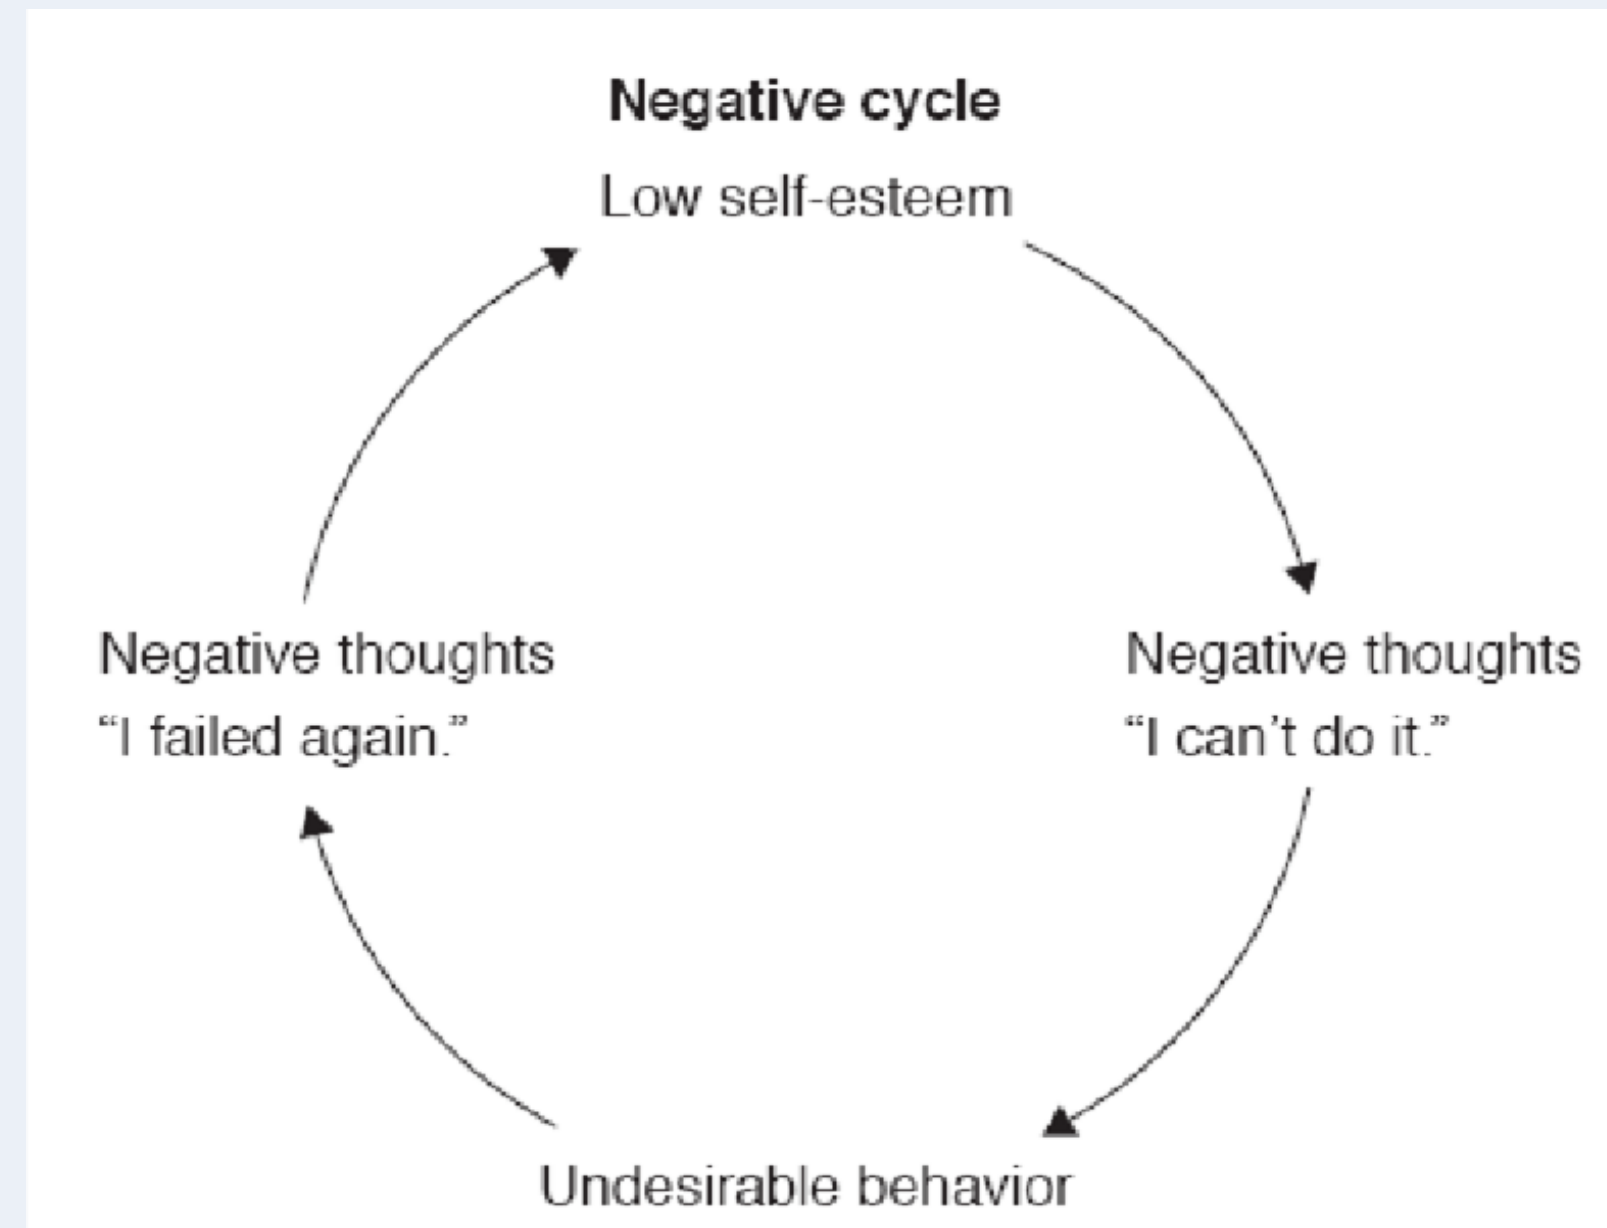 Negative cycle
Low self-esteem
Negative thoughts
“I failed again.”
Negative thoughts
“I can’t do it.”
Undesirable behavior